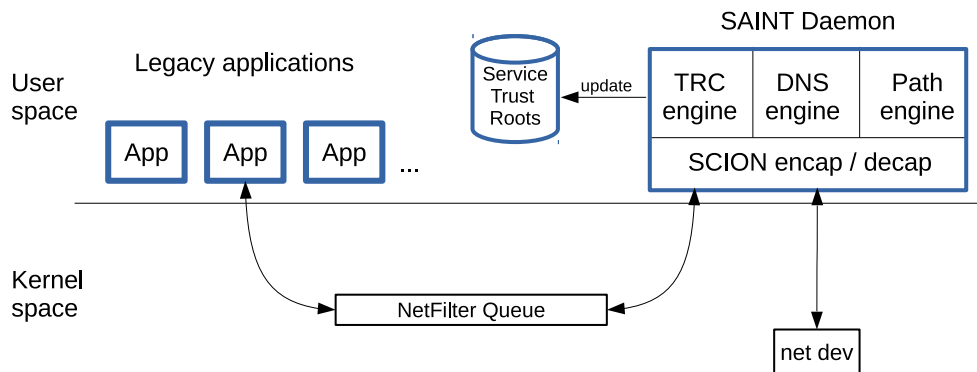 SAINT Daemon
Legacy applications
User
space
Service
Trust
Roots
update
TRC
engine
DNS
engine
Path
engine
App
App
App
...
SCION encap / decap
Kernel
space
NetFilter Queue
net dev